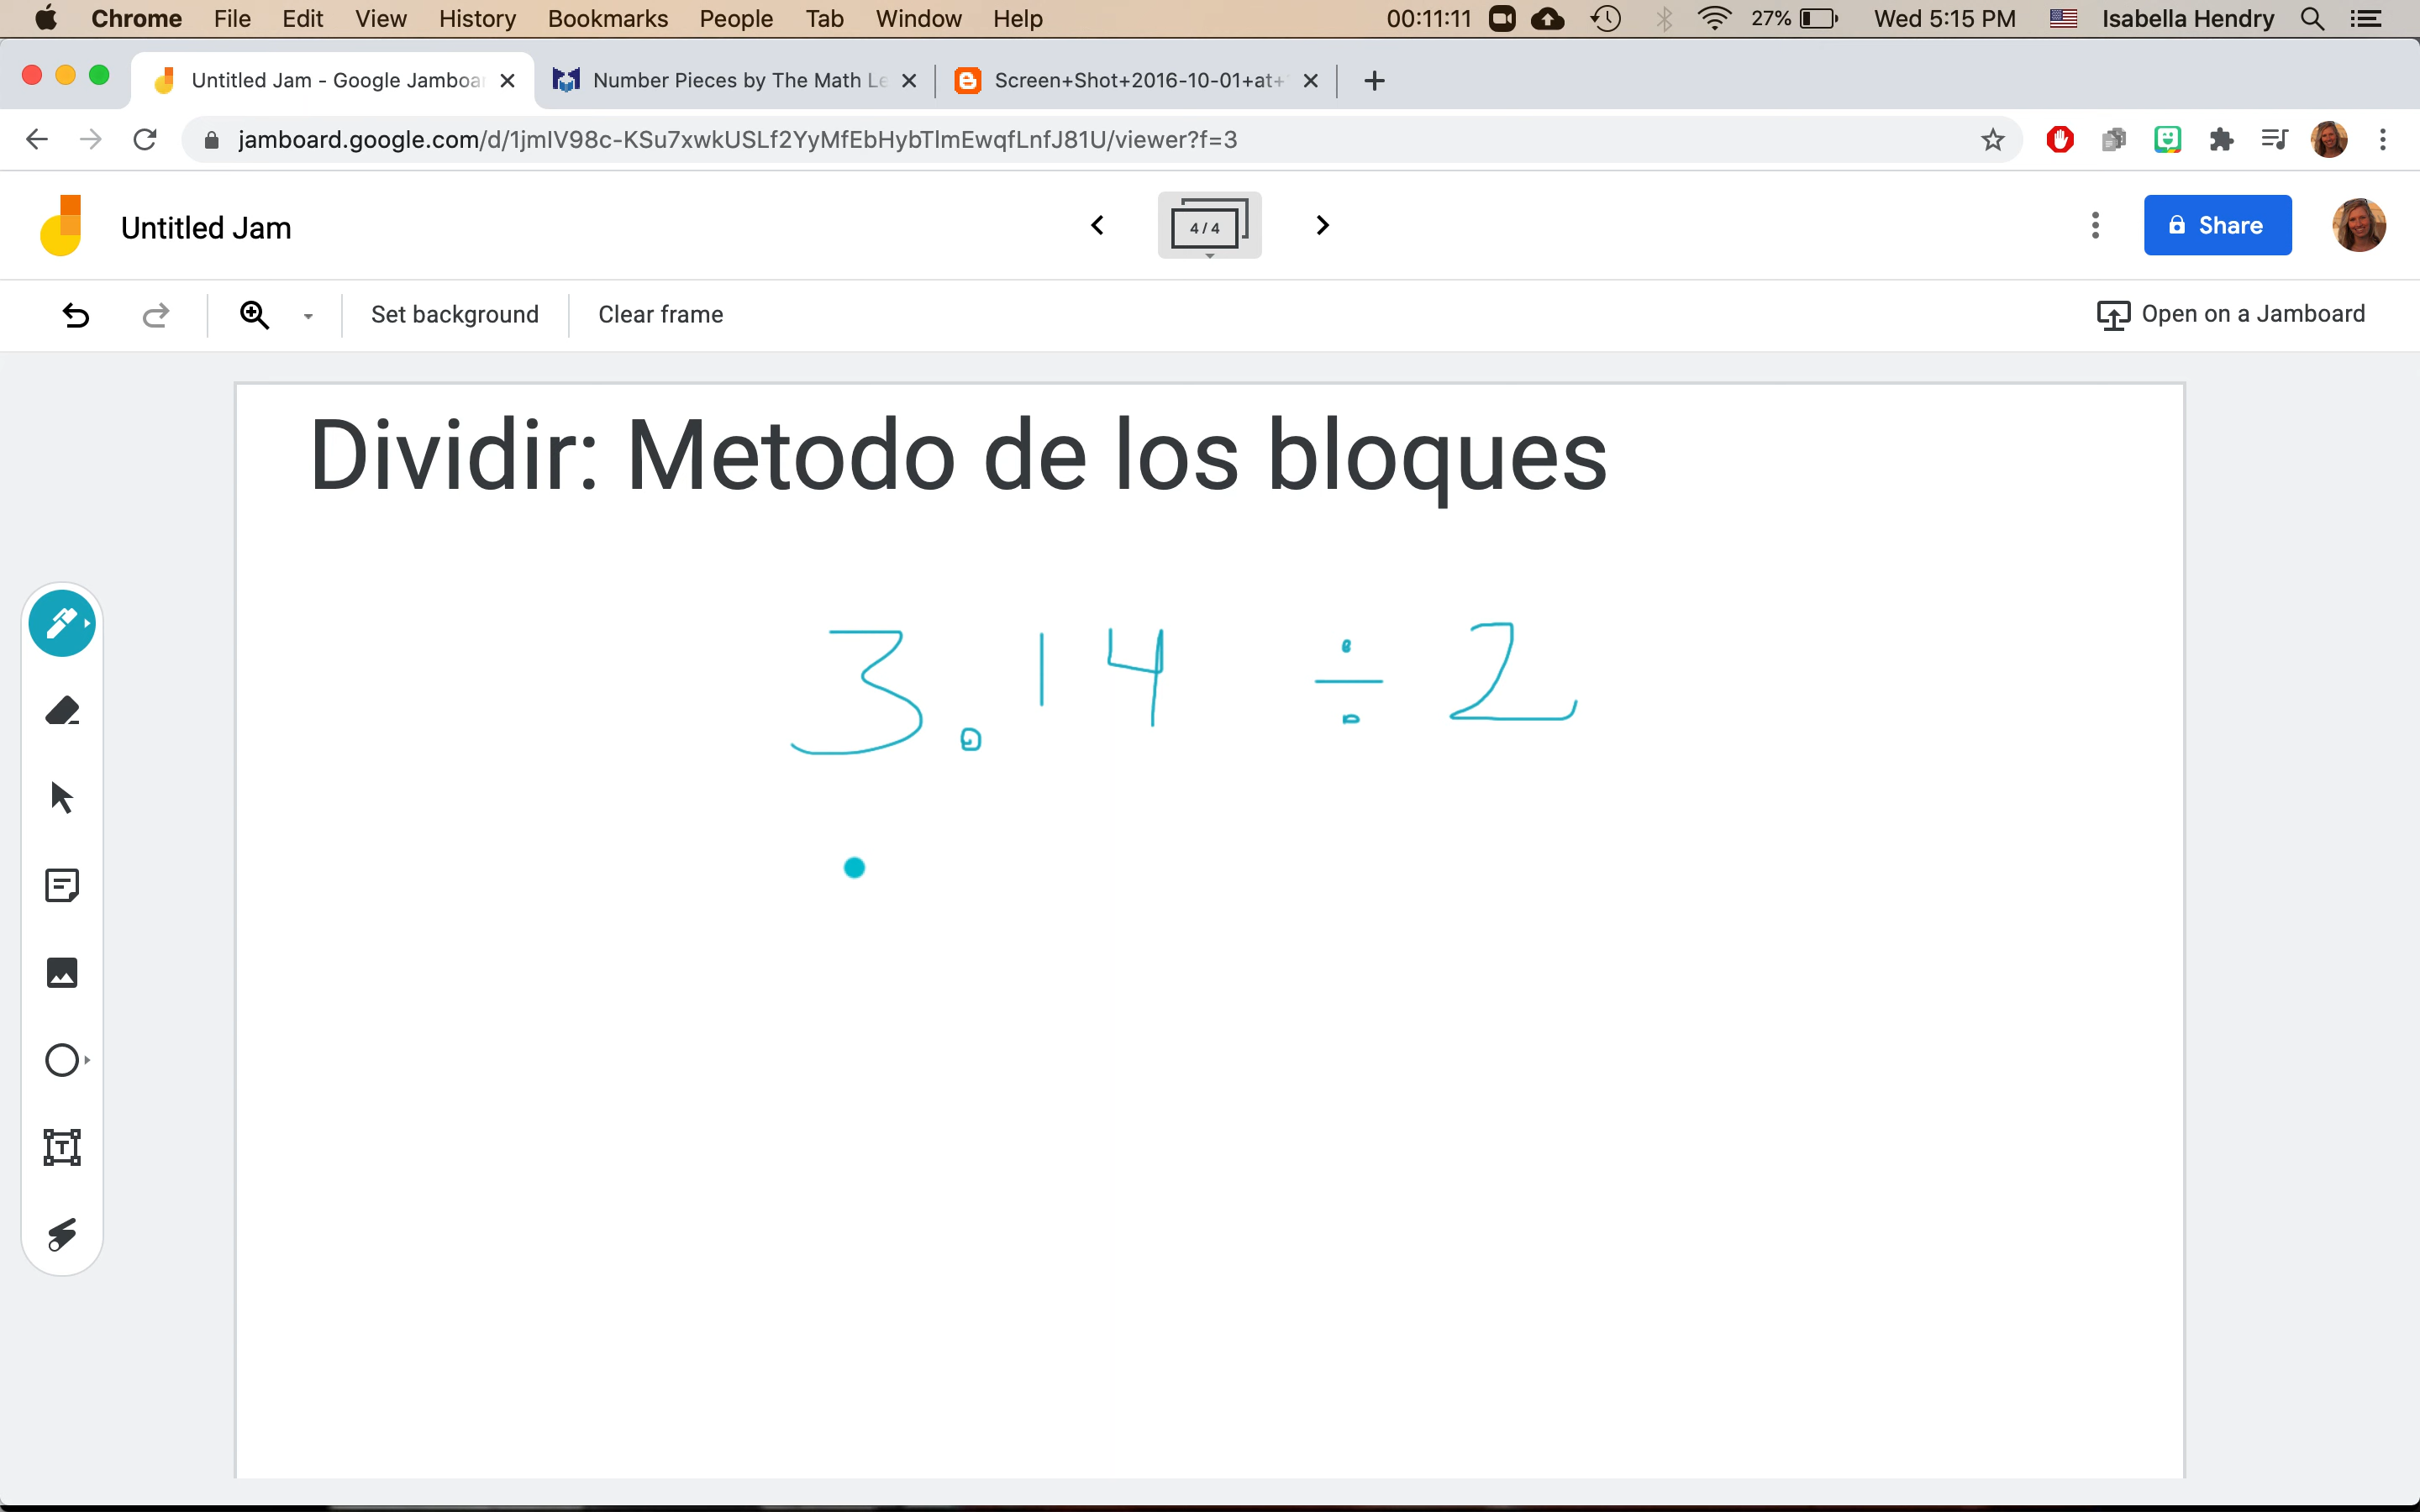 Chrome File Edit View History Bookmarks People Tab Window Help 00:11:11 27% Wed 5:15 PM Isabella Hendry
Untitled Jam - Google Jamboar Number Pieces by The Math Le Screen+Shot+2016-10-01+at+
jamboard.google.com/d/1jmIV98c-KSu7xwkUSLf2YyMfEbHybTlmEwqfLnfJ81U/viewer?f=3
Untitled Jam 4 / 4 Share
Set background Clear frame Open on a Jamboard
Dividir: Metodo de los bloques
3.14 ÷ 2